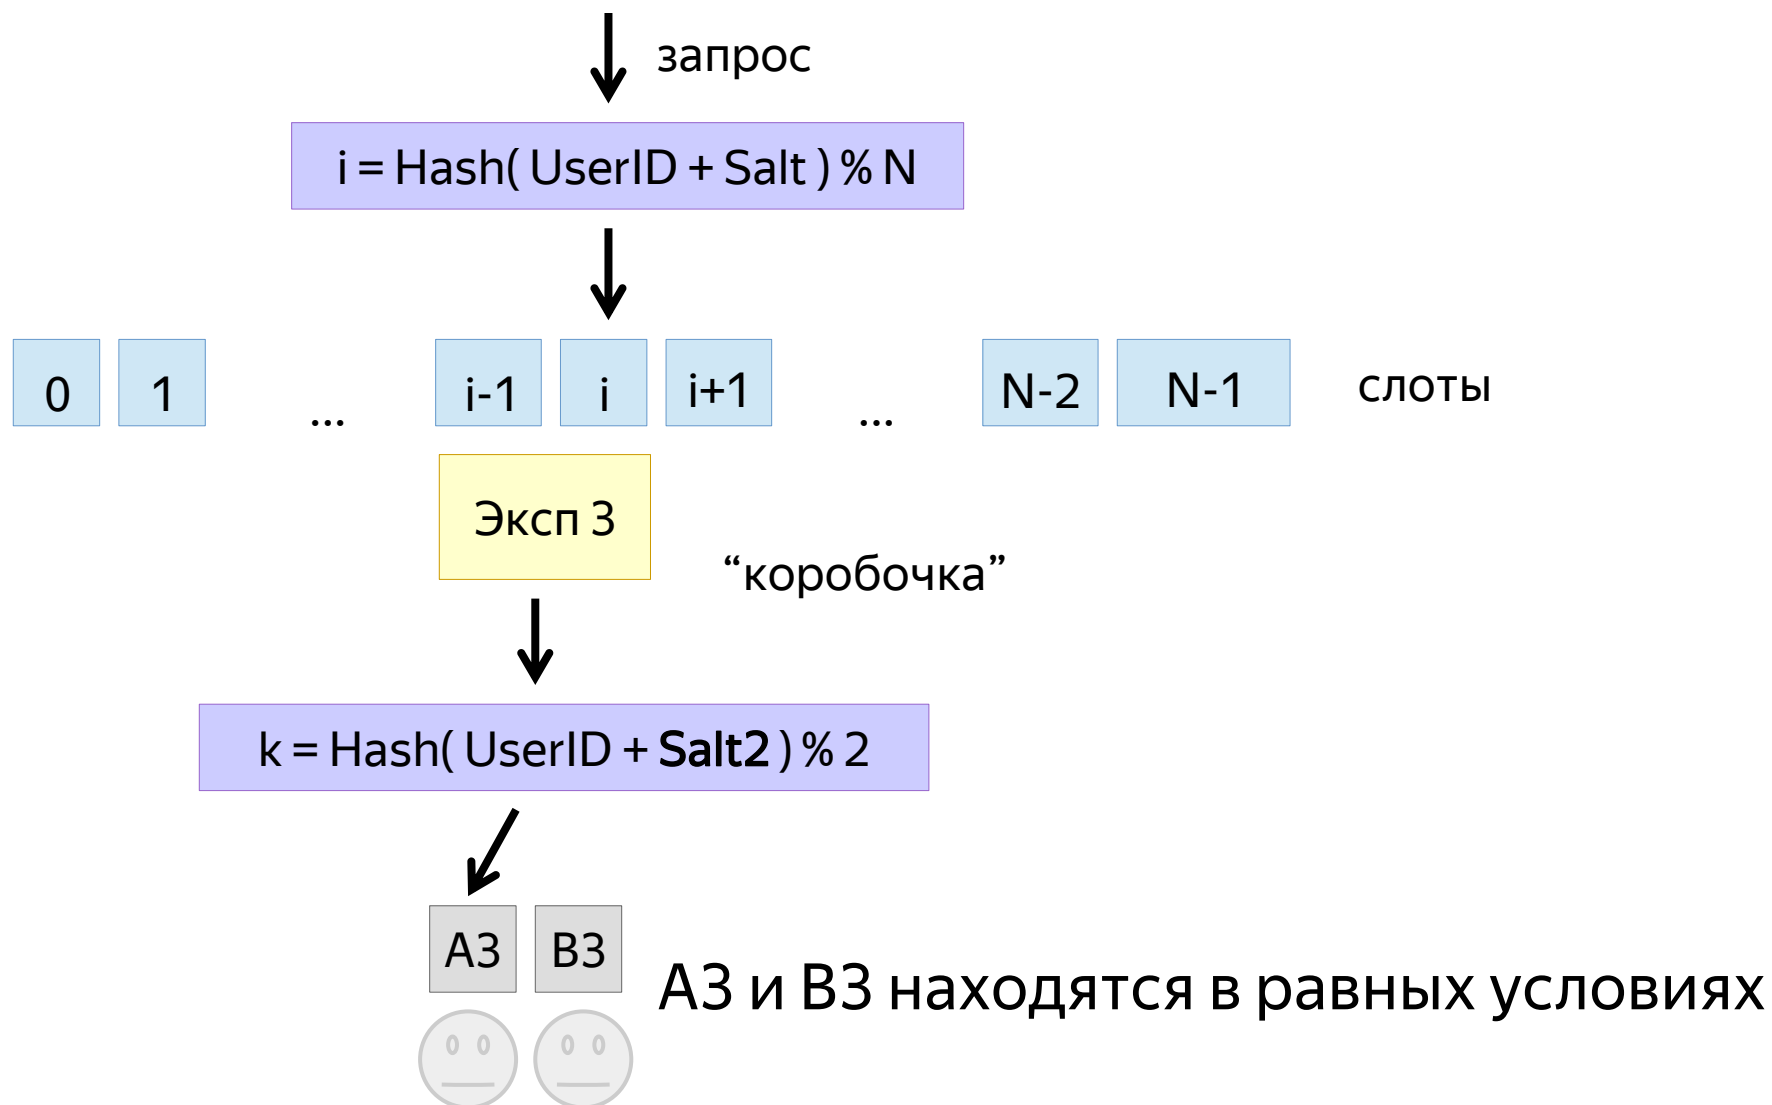 запрос
i = Hash( UserID + Salt ) % N
0 1 ... i-1 i i+1 ... N-2 N-1 слоты
Эксп 3
“коробочка”
k = Hash( UserID + Salt2 ) % 2
A3 B3
A3 и B3 находятся в равных условиях